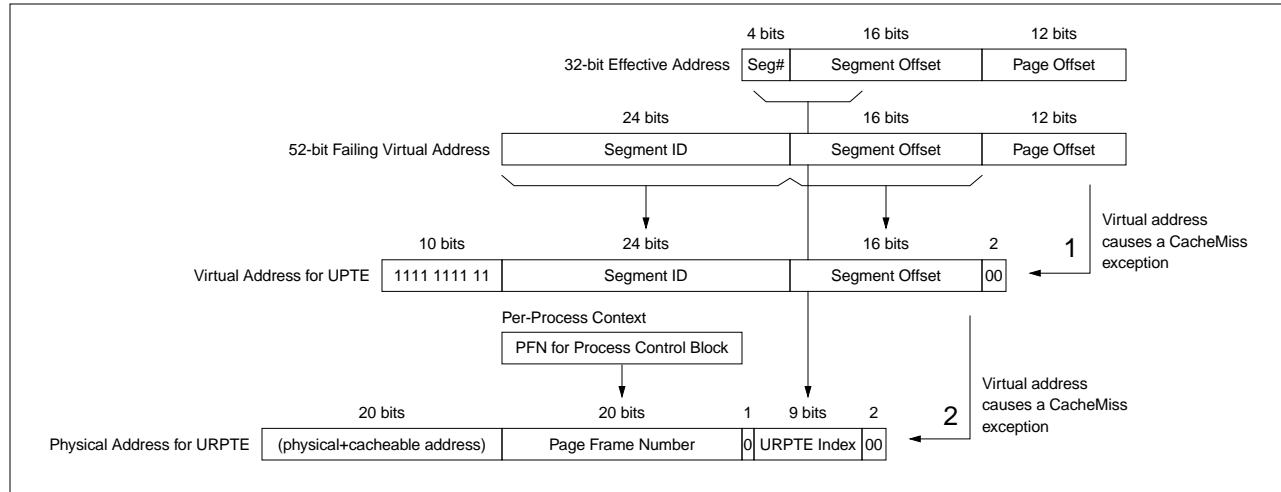 4 bits 16 bits 12 bits
32-bit Effective Address Seg# Segment Offset Page Offset
24 bits 16 bits 12 bits
52-bit Failing Virtual Address Segment ID Segment Offset Page Offset
1 Virtual address
causes a CacheMiss
exception
10 bits 24 bits 16 bits 2
Virtual Address for UPTE 1111 1111 11 Segment ID Segment Offset 00
Per-Process Context
PFN for Process Control Block
2 Virtual address
causes a CacheMiss
exception
20 bits 20 bits 1 9 bits 2
Physical Address for URPTE (physical+cacheable address) Page Frame Number 0 URPTE Index 00